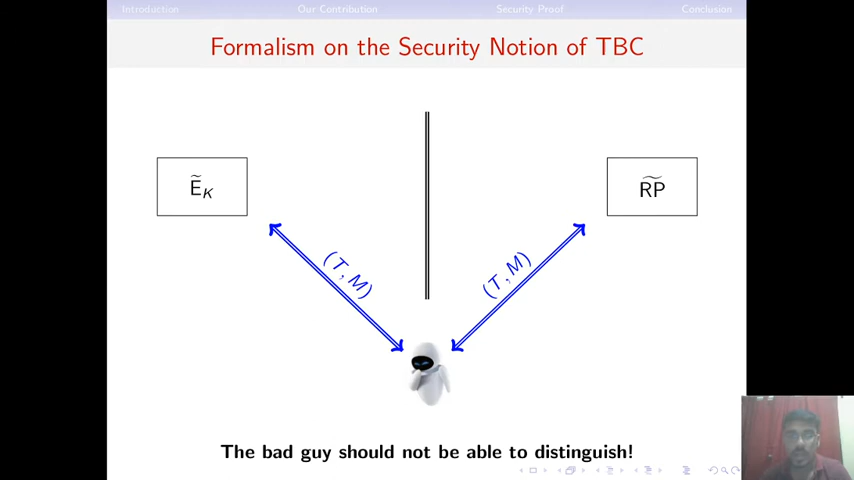 Introduction Our Contribution Security Proof Conclusion
Formalism on the Security Notion of TBC
Ẽ_K
R͠P
(T, M)
(T, M)
The bad guy should not be able to distinguish!